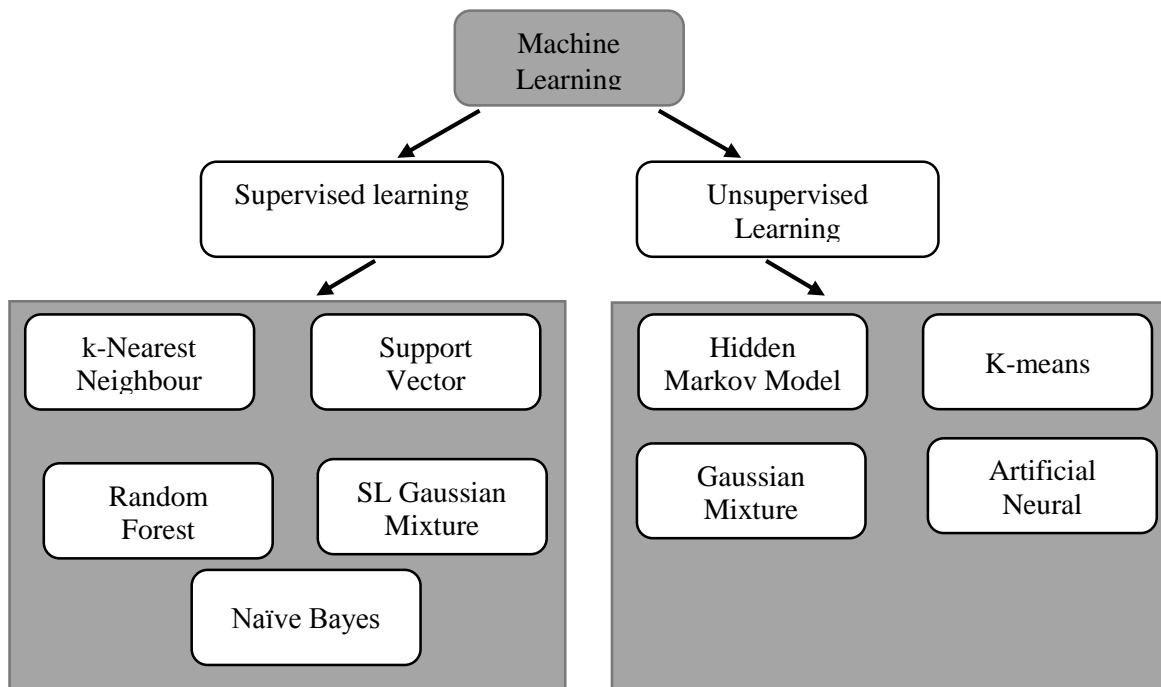 Machine
Learning
Supervised learning
Unsupervised
Learning
k-Nearest
Neighbour
Support
Vector
Hidden
Markov Model
K-means
Random
Forest
SL Gaussian
Mixture
Gaussian
Mixture
Artificial
Neural
Naïve Bayes